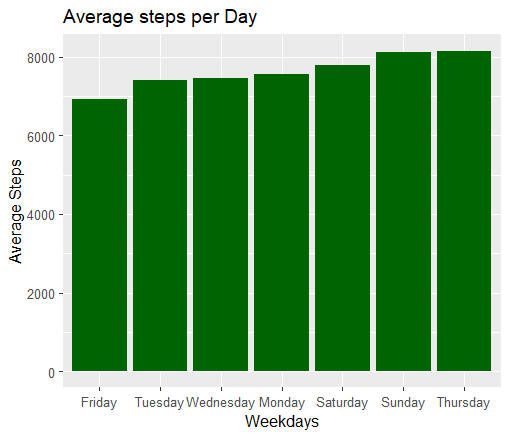 Average steps per Day
Average Steps
8000
6000
4000
2000
0
Friday Tuesday Wednesday Monday Saturday Sunday Thursday
Weekdays